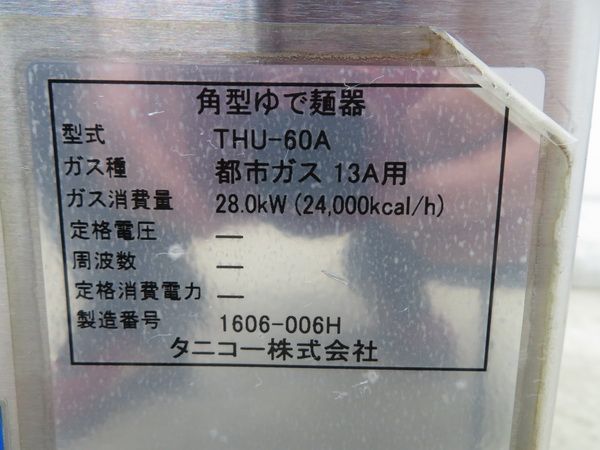 角型ゆで麺器
型式 THU-60A
ガス種 都市ガス 13A用
ガス消費量 28.0kW (24,000kcal/h)
定格電圧 —
周波数 —
定格消費電力 —
製造番号 1606-006H
タニコー株式会社